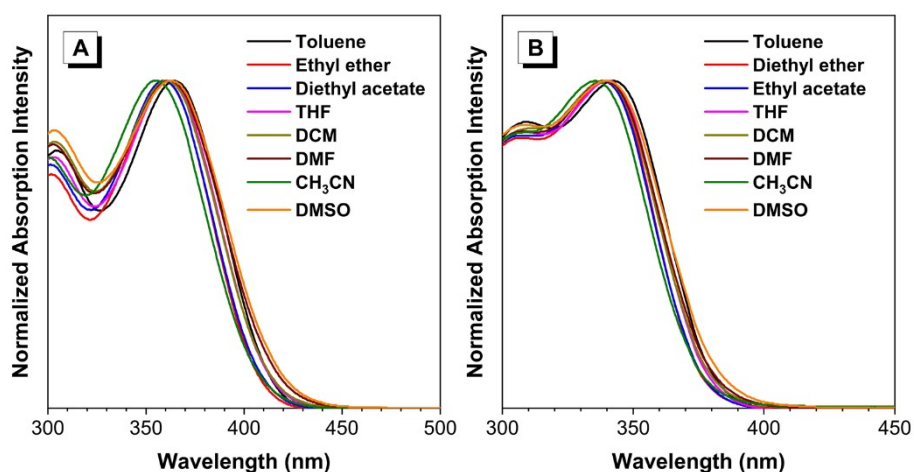 A
Normalized Absorption Intensity
Toluene
Ethyl ether
Diethyl acetate
THF
DCM
DMF
CH₃CN
DMSO
300 350 400 450 500
Wavelength (nm)
B
Normalized Absorption Intensity
Toluene
Diethyl ether
Ethyl acetate
THF
DCM
DMF
CH₃CN
DMSO
300 350 400 450
Wavelength (nm)